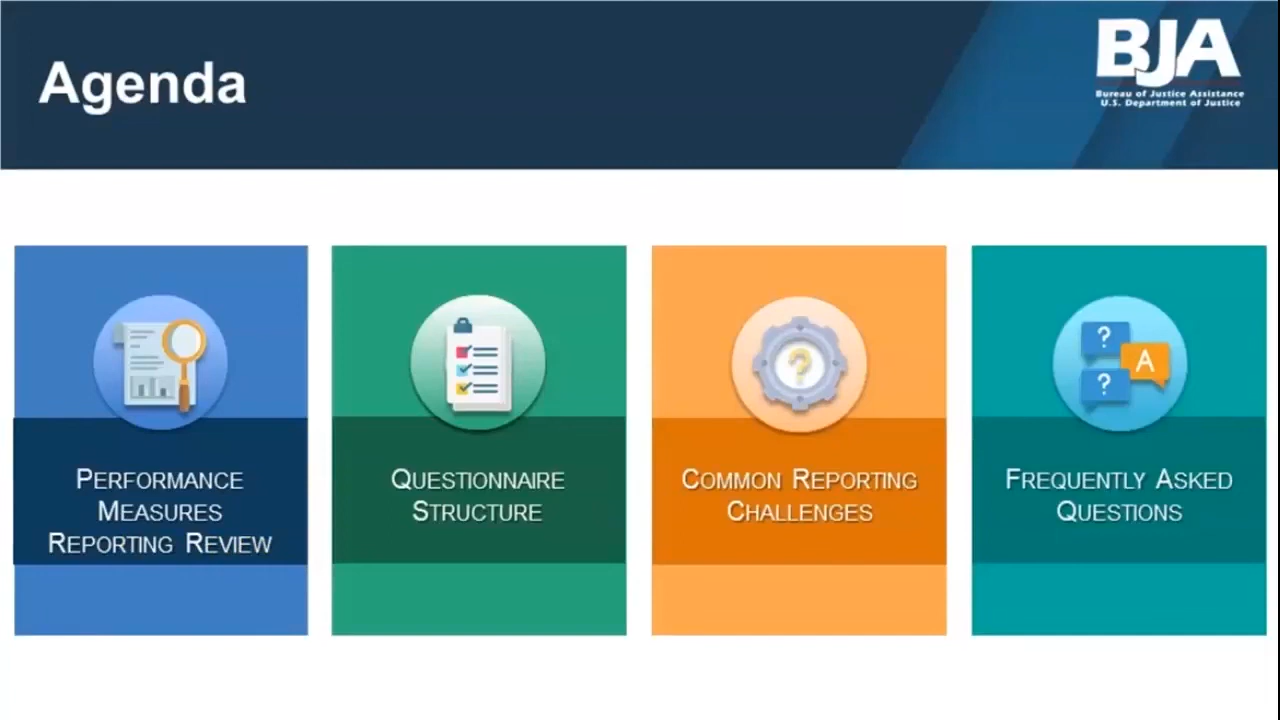 Agenda
BJA
Bureau of Justice Assistance
U.S. Department of Justice
?
?
A
?
PERFORMANCE
MEASURES
REPORTING REVIEW
QUESTIONNAIRE
STRUCTURE
COMMON REPORTING
CHALLENGES
FREQUENTLY ASKED
QUESTIONS